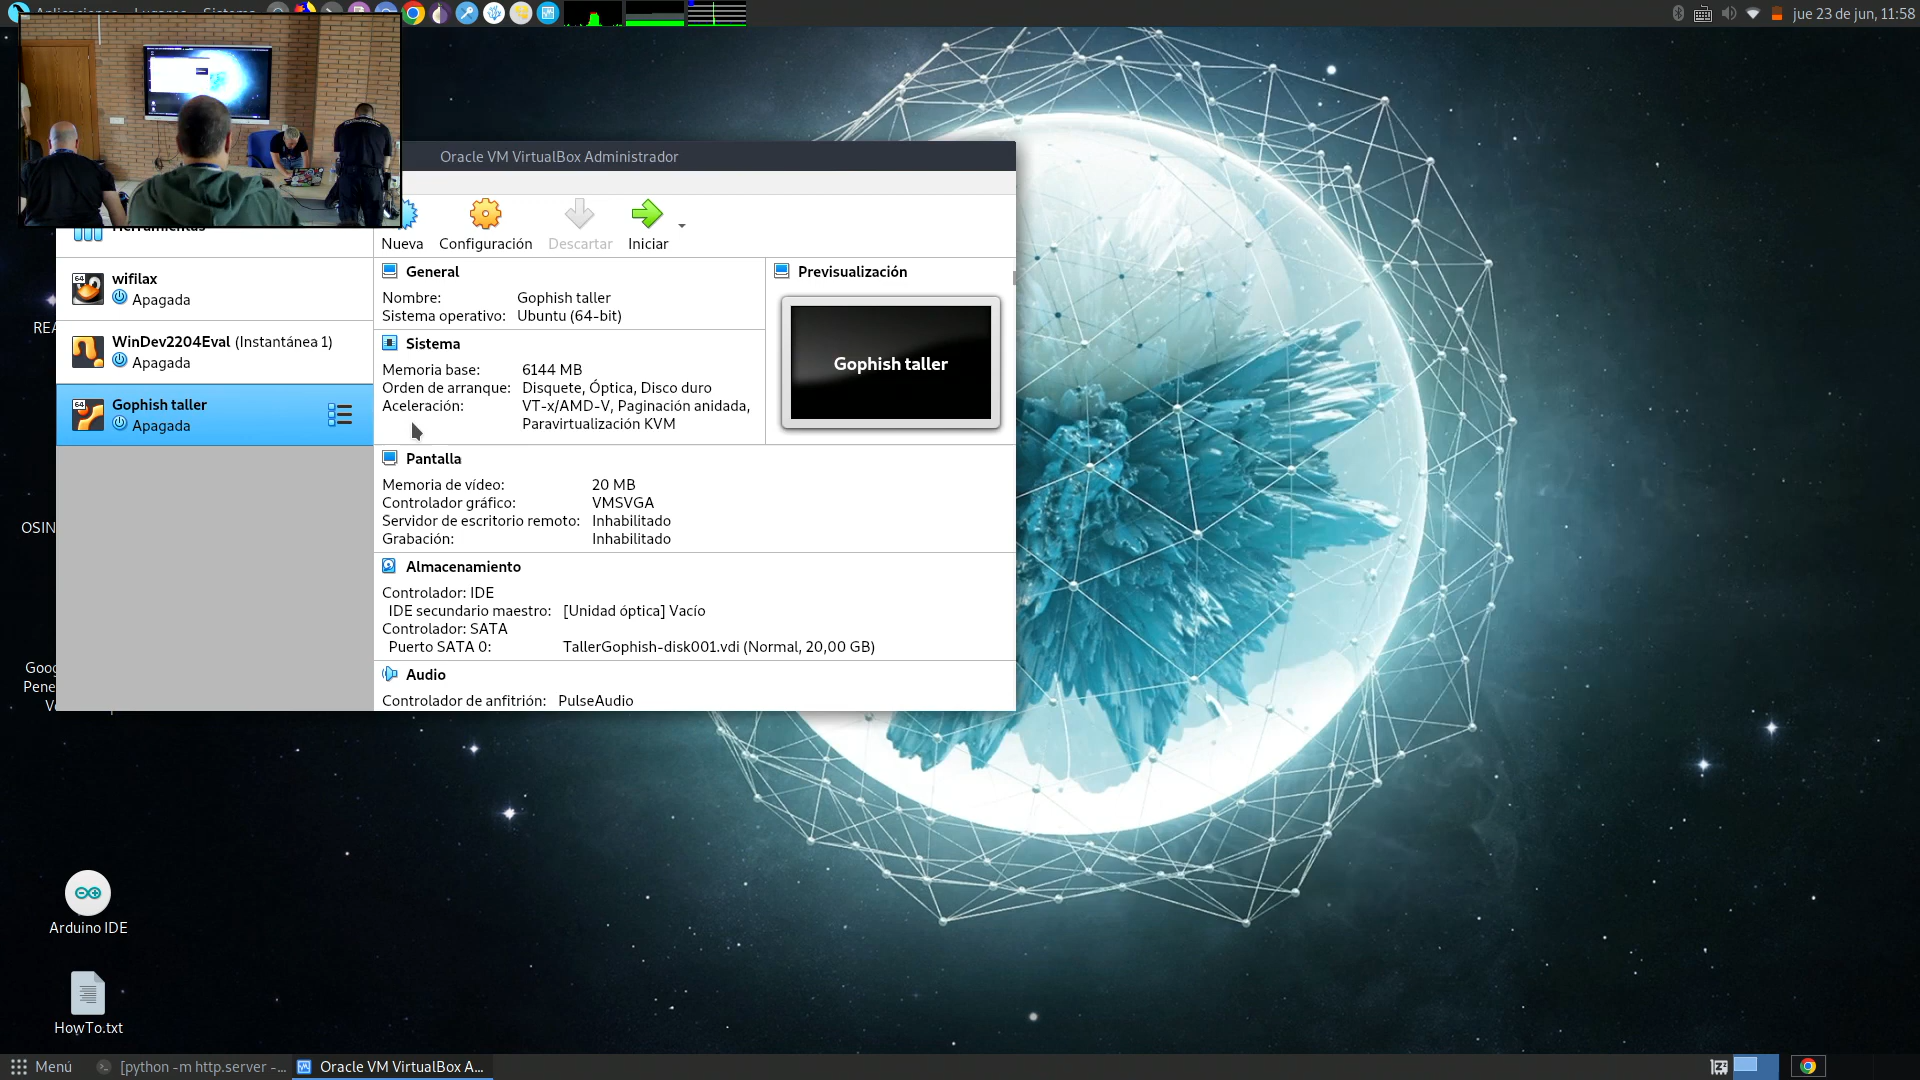 jue 23 de jun, 11:58
Oracle VM VirtualBox Administrador
Nueva
Configuración
Descartar
Iniciar
64
wifilax
Apagada
WinDev2204Eval (Instantánea 1)
Apagada
64
Gophish taller
Apagada
General
Nombre: Gophish taller
Sistema operativo: Ubuntu (64-bit)
Sistema
Memoria base: 6144 MB
Orden de arranque: Disquete, Óptica, Disco duro
Aceleración: VT-x/AMD-V, Paginación anidada,
Paravirtualización KVM
Previsualización
Gophish taller
Pantalla
Memoria de vídeo: 20 MB
Controlador gráfico: VMSVGA
Servidor de escritorio remoto: Inhabilitado
Grabación: Inhabilitado
Almacenamiento
Controlador: IDE
IDE secundario maestro: [Unidad óptica] Vacío
Controlador: SATA
Puerto SATA 0: TallerGophish-disk001.vdi (Normal, 20,00 GB)
Audio
Controlador de anfitrión: PulseAudio
REA
OSIN
Goog
Pene
Arduino IDE
HowTo.txt
Menú
[python -m http.server -...
Oracle VM VirtualBox A...